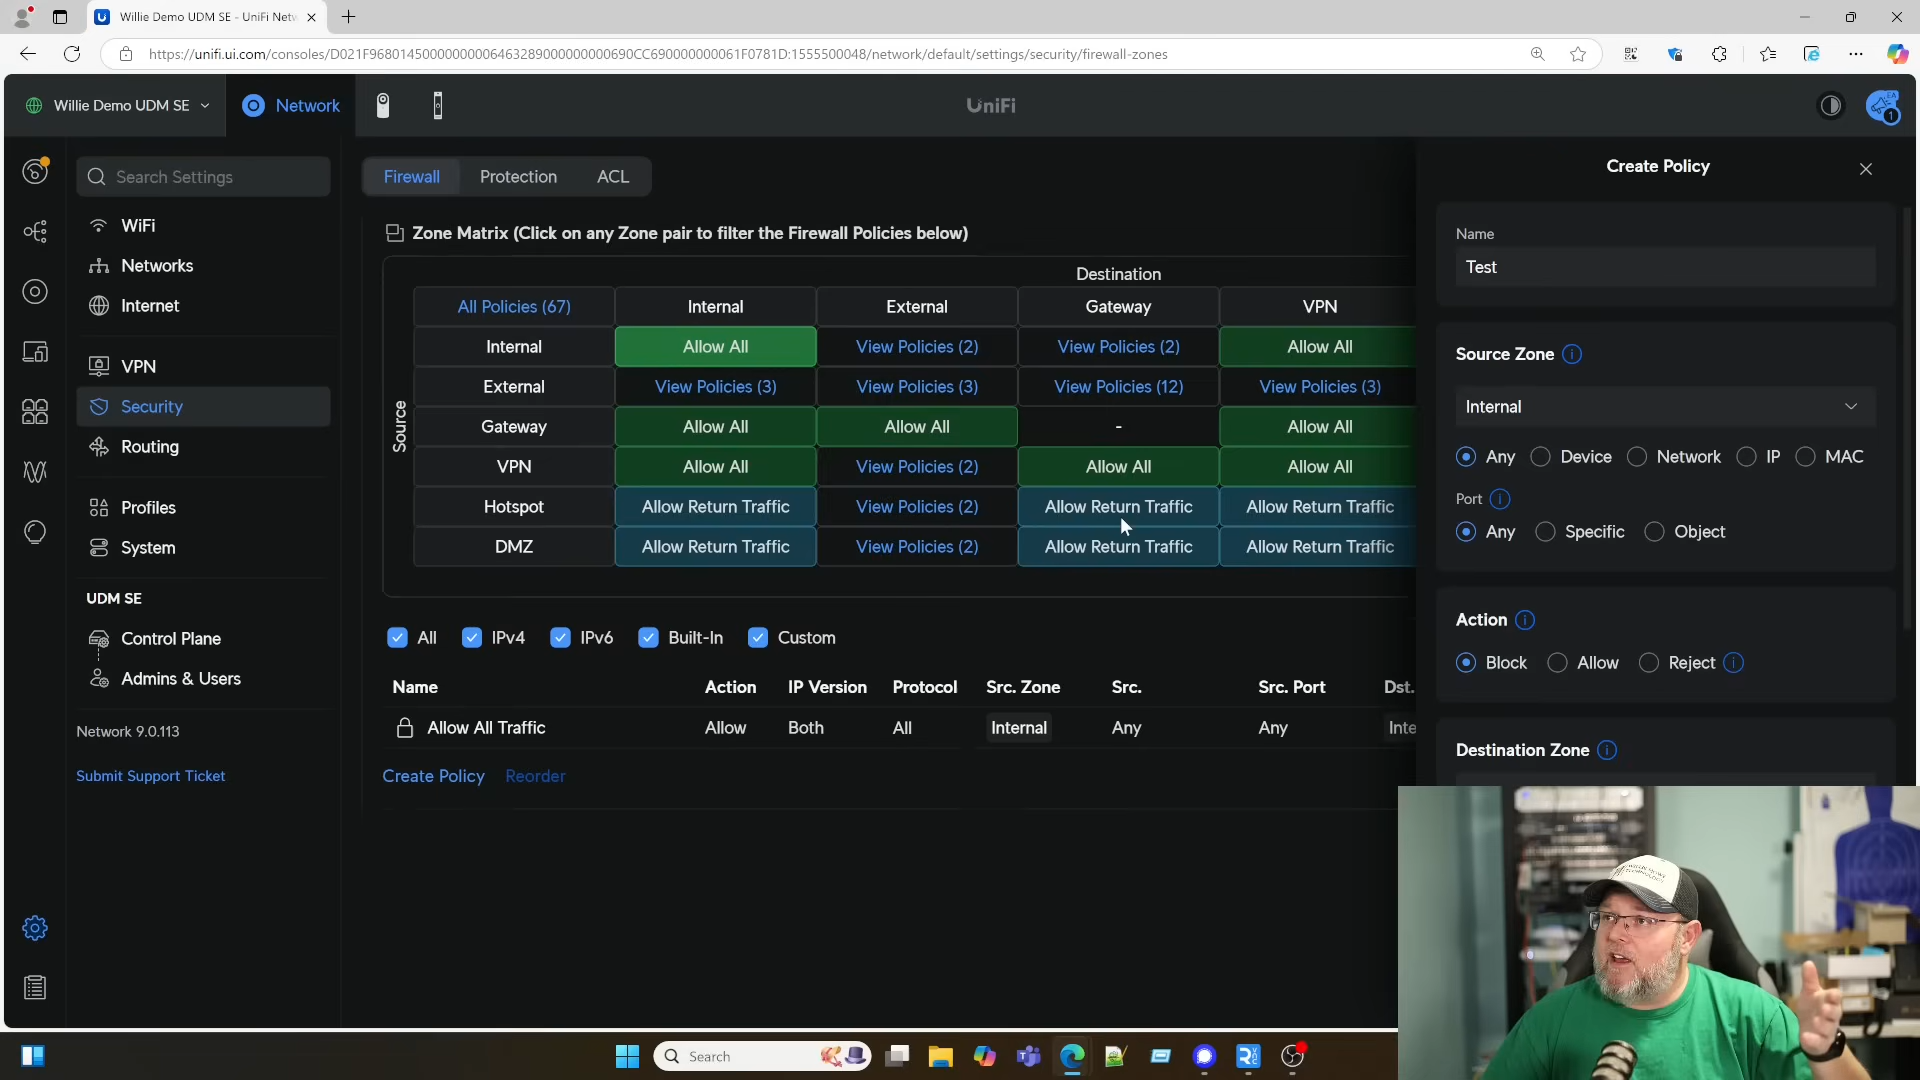 Willie Demo UDM SE - UniFi Netw
https://unifi.ui.com/consoles/D021F96801450000000006463289000000000690CC690000000061F0781D:1555500048/network/default/settings/security/firewall-zones
Willie Demo UDM SE
Network
UniFi
EA
1
Search Settings
WiFi
Networks
Internet
VPN
Security
Routing
Profiles
System
UDM SE
Control Plane
Admins & Users
Network 9.0.113
Submit Support Ticket
Firewall Protection ACL
Zone Matrix (Click on any Zone pair to filter the Firewall Policies below)
Destination
Source
All Policies (67) Internal External Gateway VPN
Internal Allow All View Policies (2) View Policies (2) Allow All
External View Policies (3) View Policies (3) View Policies (12) View Policies (3)
Gateway Allow All Allow All - Allow All
VPN Allow All View Policies (2) Allow All Allow All
Hotspot Allow Return Traffic View Policies (2) Allow Return Traffic Allow Return Traffic
DMZ Allow Return Traffic View Policies (2) Allow Return Traffic Allow Return Traffic
All IPv4 IPv6 Built-In Custom
Name Action IP Version Protocol Src. Zone Src. Src. Port Dst.
Allow All Traffic Allow Both All Internal Any Any Inte
Create Policy Reorder
Create Policy
Name
Test
Source Zone
Internal
Any Device Network IP MAC
Port
Any Specific Object
Action
Block Allow Reject
Destination Zone
Search